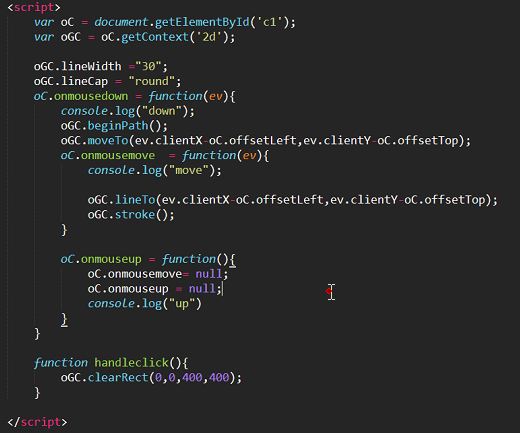 <script>
var oC = document.getElementById('c1');
var oGC = oC.getContext('2d');
oGC.lineWidth ="30";
oGC.lineCap = "round";
oC.onmousedown = function(ev){
console.log("down");
oGC.beginPath();
oGC.moveTo(ev.clientX-oC.offsetLeft,ev.clientY-oC.offsetTop);
oC.onmousemove  = function(ev){
console.log("move");
oGC.lineTo(ev.clientX-oC.offsetLeft,ev.clientY-oC.offsetTop);
oGC.stroke();
}
oC.onmouseup = function(){
oC.onmousemove= null;
oC.onmouseup = null;
console.log("up")
}
}
function handleclick(){
oGC.clearRect(0,0,400,400);
}
</script>